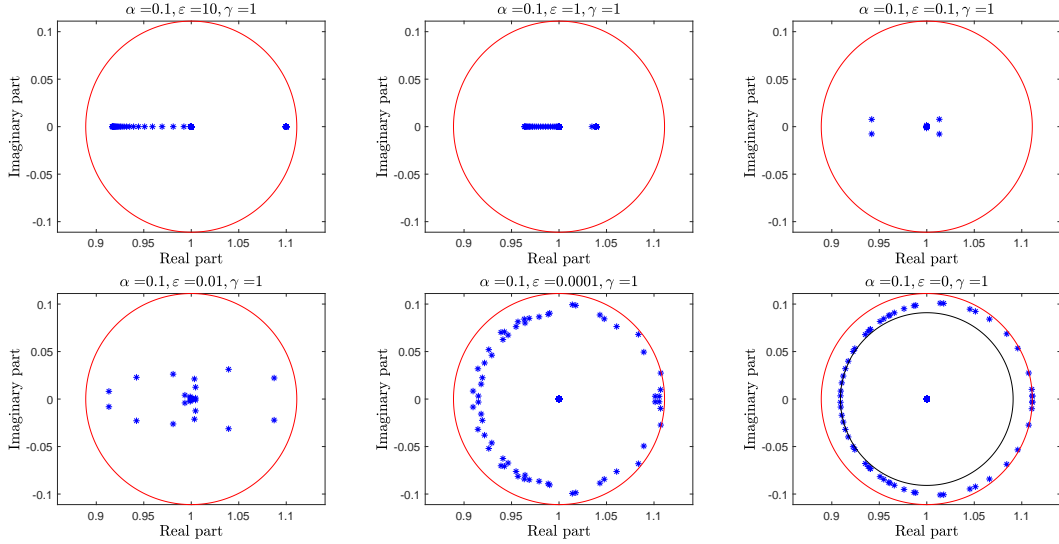 α =0.1, ε =10, γ =1
0.1
0.05
0
-0.05
-0.1
Imaginary part
0.9 0.95 1 1.05 1.1
Real part
α =0.1, ε =1, γ =1
0.1
0.05
0
-0.05
-0.1
Imaginary part
0.9 0.95 1 1.05 1.1
Real part
α =0.1, ε =0.1, γ =1
0.1
0.05
0
-0.05
-0.1
Imaginary part
0.9 0.95 1 1.05 1.1
Real part
α =0.1, ε =0.01, γ =1
0.1
0.05
0
-0.05
-0.1
Imaginary part
0.9 0.95 1 1.05 1.1
Real part
α =0.1, ε =0.0001, γ =1
0.1
0.05
0
-0.05
-0.1
Imaginary part
0.9 0.95 1 1.05 1.1
Real part
α =0.1, ε =0, γ =1
0.1
0.05
0
-0.05
-0.1
Imaginary part
0.9 0.95 1 1.05 1.1
Real part